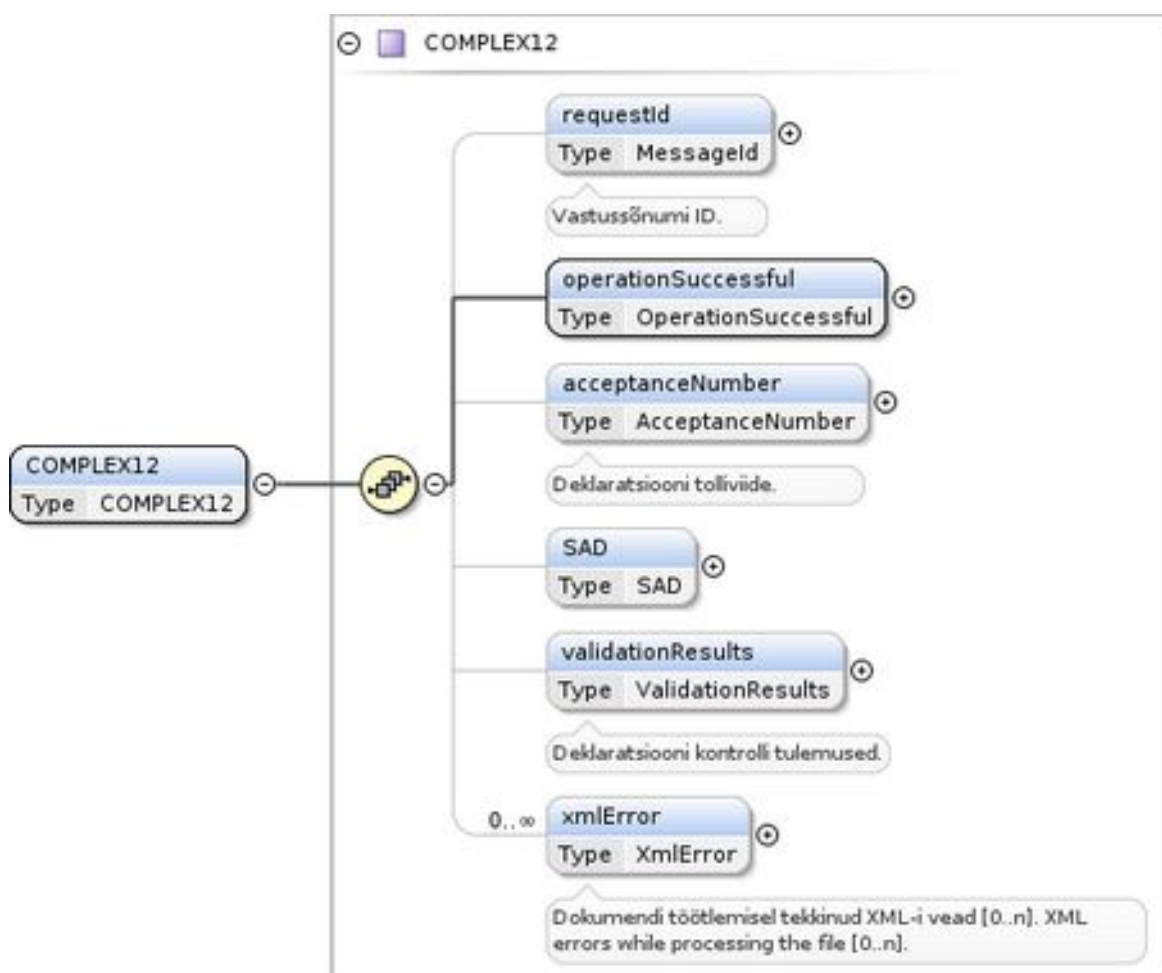 COMPLEX12
requestId
Type MessageId
Vastussõnumi ID.
operationSuccessful
Type OperationSuccessful
acceptanceNumber
Type AcceptanceNumber
Deklaratsiooni tolliviide.
COMPLEX12
Type COMPLEX12
SAD
Type SAD
validationResults
Type ValidationResults
Deklaratsiooni kontrolli tulemused.
0..∞
xmlError
Type XmlError
Dokumendi töötlemisel tekkinud XML-i vead [0..n]. XML
errors while processing the file [0..n].